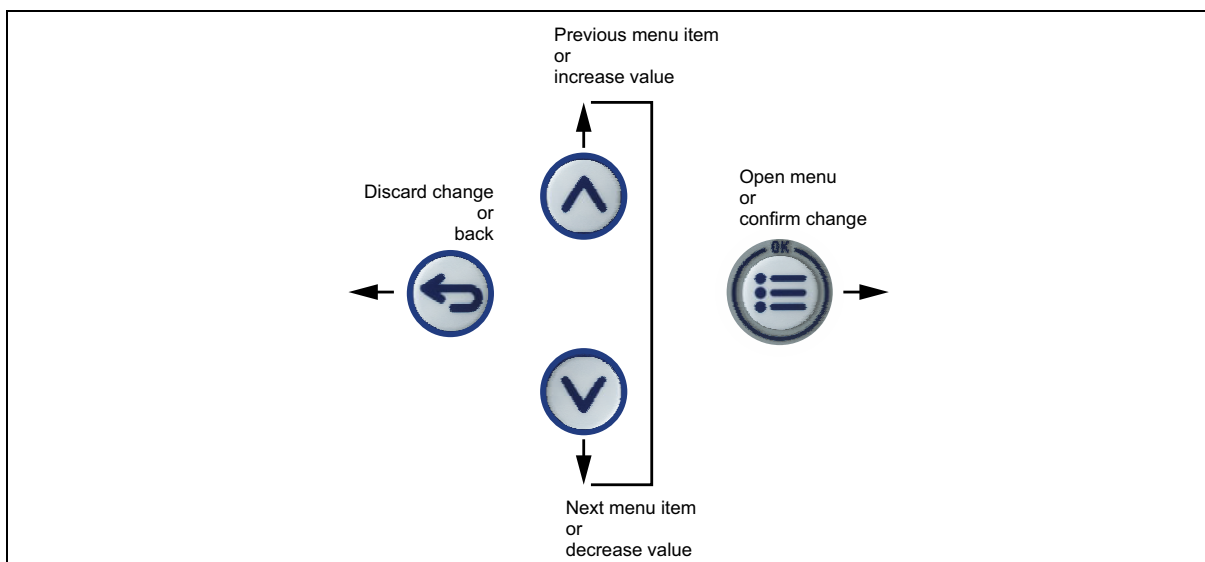 Previous menu item
or
increase value
Discard change
or
back
Open menu
or
confirm change
OK
Next menu item
or
decrease value